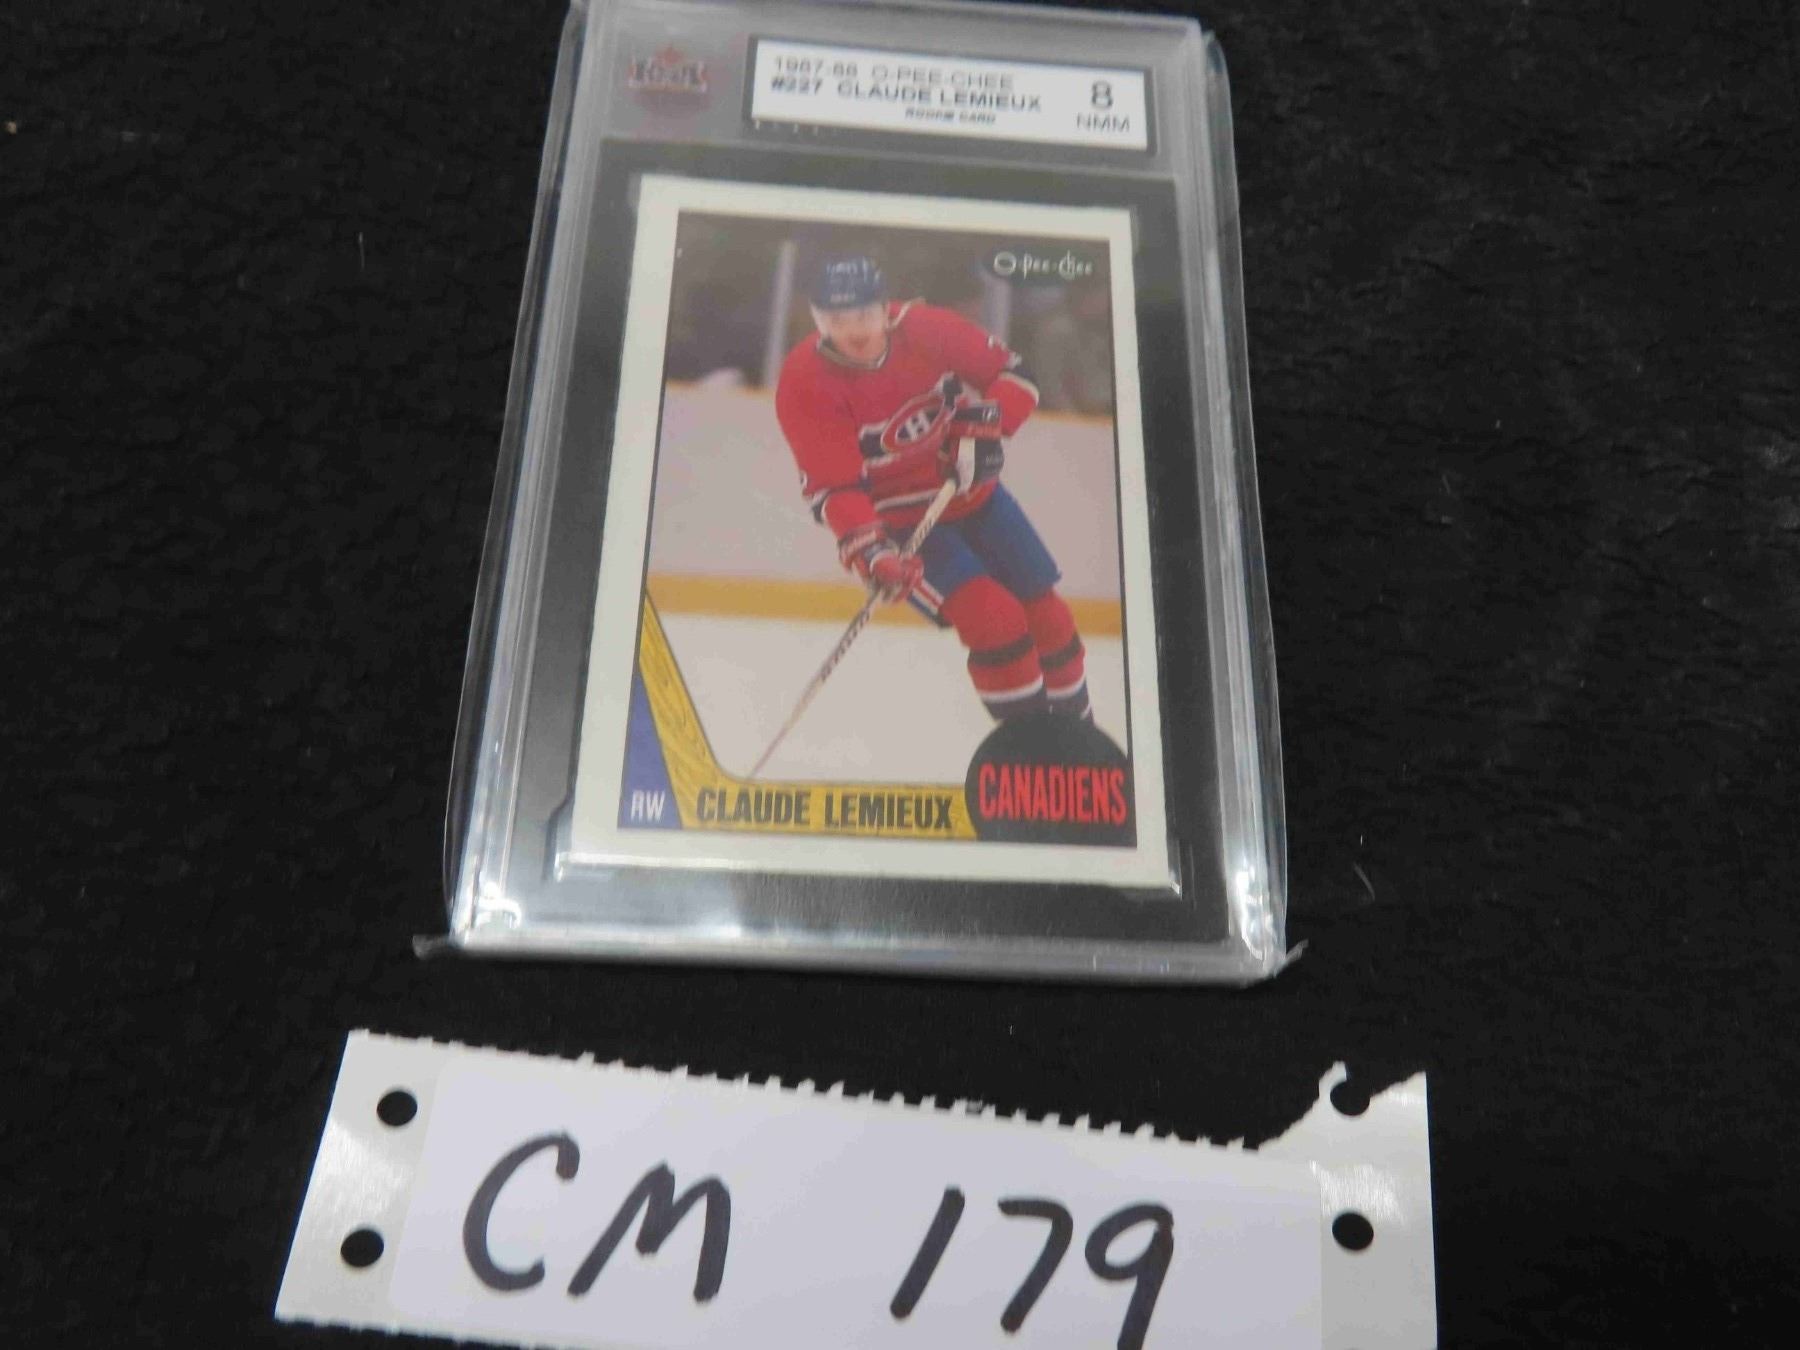 KSA
1987-88 O-PEE-CHEE 8
#227 CLAUDE LEMIEUX NMM
ROOKIE CARD
O-Pee-Chee
RW CLAUDE LEMIEUX CANADIENS
CM 179